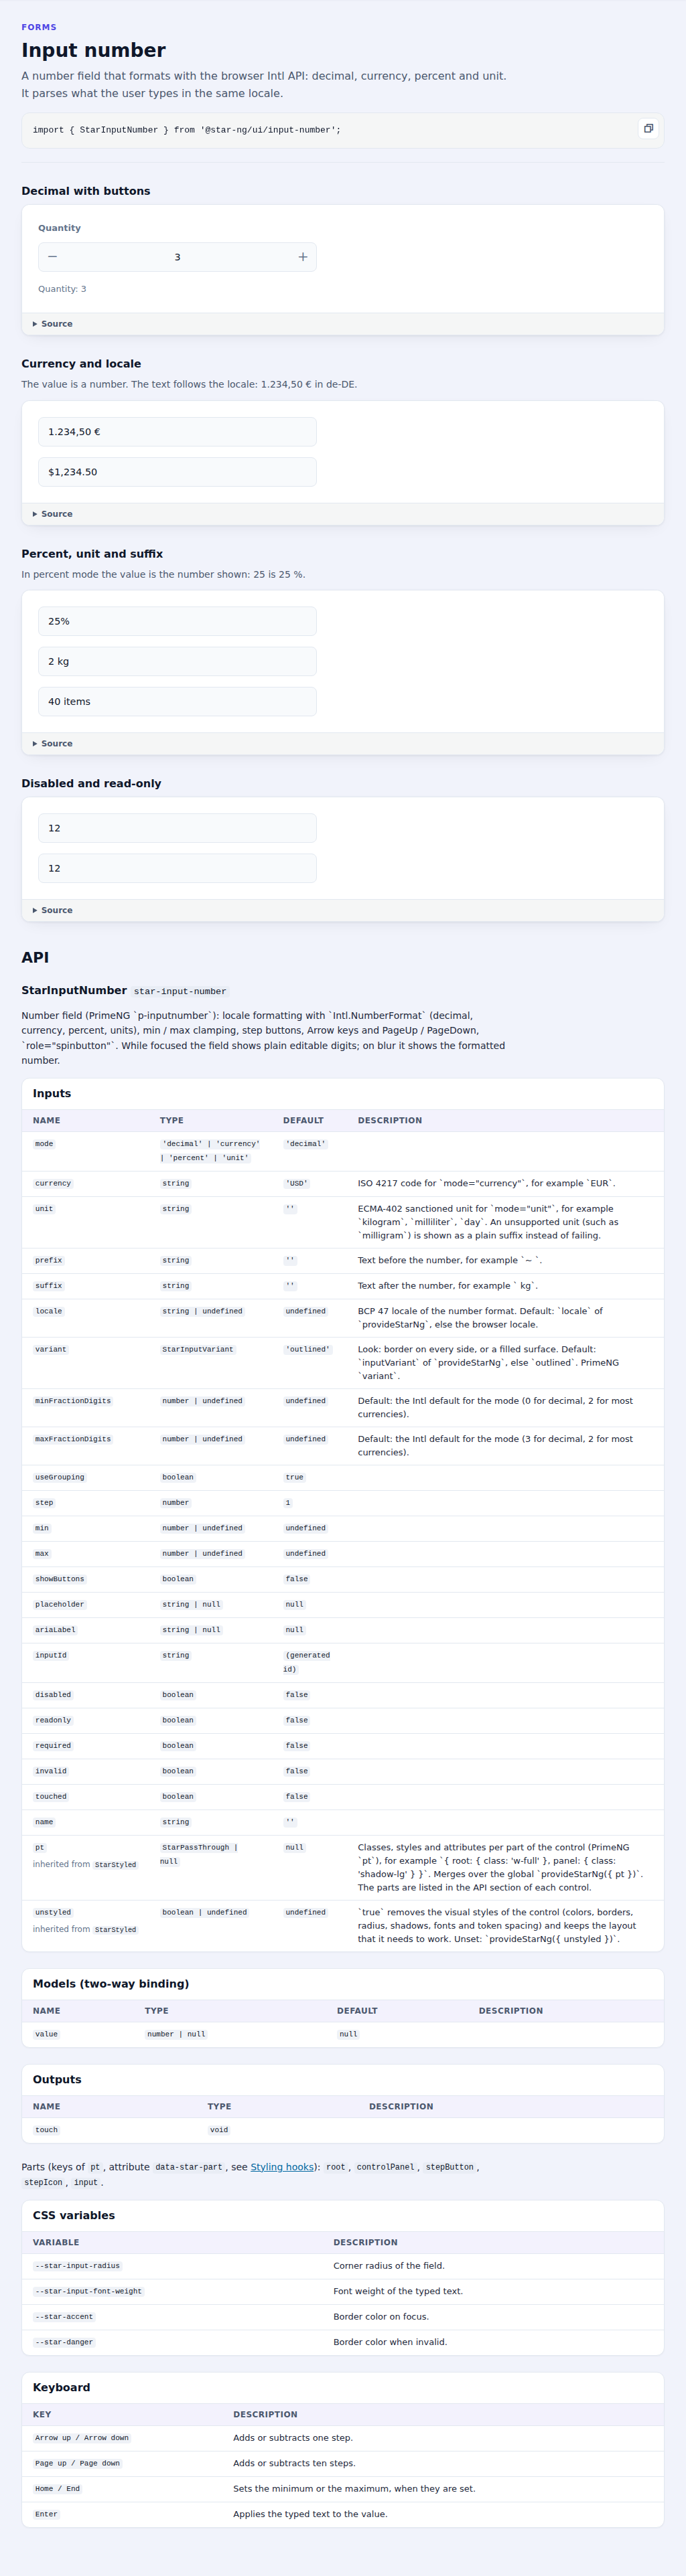 FORMS
Input number
A number field that formats with the browser Intl API: decimal, currency, percent and unit.
It parses what the user types in the same locale.
import { StarInputNumber } from '@star-ng/ui/input-number';
Decimal with buttons
Quantity
— 3 +
Quantity: 3
▶ Source
Currency and locale
The value is a number. The text follows the locale: 1.234,50 € in de-DE.
1.234,50 €
$1,234.50
▶ Source
Percent, unit and suffix
In percent mode the value is the number shown: 25 is 25 %.
25%
2 kg
40 items
▶ Source
Disabled and read-only
12
12
▶ Source
API
StarInputNumber star-input-number
Number field (PrimeNG `p-inputnumber`): locale formatting with `Intl.NumberFormat` (decimal,
currency, percent, units), min / max clamping, step buttons, Arrow keys and PageUp / PageDown,
`role="spinbutton"`. While focused the field shows plain editable digits; on blur it shows the formatted
number.
Inputs
NAME TYPE DEFAULT DESCRIPTION
mode 'decimal' | 'currency' 'decimal'
| 'percent' | 'unit'
currency string 'USD' ISO 4217 code for `mode="currency"`, for example `EUR`.
unit string '' ECMA-402 sanctioned unit for `mode="unit"`, for example
`kilogram`, `milliliter`, `day`. An unsupported unit (such as
`milligram`) is shown as a plain suffix instead of failing.
prefix string '' Text before the number, for example `~ `.
suffix string '' Text after the number, for example ` kg`.
locale string | undefined undefined BCP 47 locale of the number format. Default: `locale` of
`provideStarNg`, else the browser locale.
variant StarInputVariant 'outlined' Look: border on every side, or a filled surface. Default:
`inputVariant` of `provideStarNg`, else `outlined`. PrimeNG
`variant`.
minFractionDigits number | undefined undefined Default: the Intl default for the mode (0 for decimal, 2 for most
currencies).
maxFractionDigits number | undefined undefined Default: the Intl default for the mode (3 for decimal, 2 for most
currencies).
useGrouping boolean true
step number 1
min number | undefined undefined
max number | undefined undefined
showButtons boolean false
placeholder string | null null
ariaLabel string | null null
inputId string (generated
id)
disabled boolean false
readonly boolean false
required boolean false
invalid boolean false
touched boolean false
name string ''
pt StarPassThrough | null Classes, styles and attributes per part of the control (PrimeNG
inherited from StarStyled null `pt`), for example `{ root: { class: 'w-full' }, panel: { class:
'shadow-lg' } }`. Merges over the global `provideStarNg({ pt })`.
The parts are listed in the API section of each control.
unstyled boolean | undefined undefined `true` removes the visual styles of the control (colors, borders,
inherited from StarStyled radius, shadows, fonts and token spacing) and keeps the layout
that it needs to work. Unset: `provideStarNg({ unstyled })`.
Models (two-way binding)
NAME TYPE DEFAULT DESCRIPTION
value number | null null
Outputs
NAME TYPE DESCRIPTION
touch void
Parts (keys of pt, attribute data-star-part, see Styling hooks): root, controlPanel, stepButton,
stepIcon, input.
CSS variables
VARIABLE DESCRIPTION
--star-input-radius Corner radius of the field.
--star-input-font-weight Font weight of the typed text.
--star-accent Border color on focus.
--star-danger Border color when invalid.
Keyboard
KEY DESCRIPTION
Arrow up / Arrow down Adds or subtracts one step.
Page up / Page down Adds or subtracts ten steps.
Home / End Sets the minimum or the maximum, when they are set.
Enter Applies the typed text to the value.